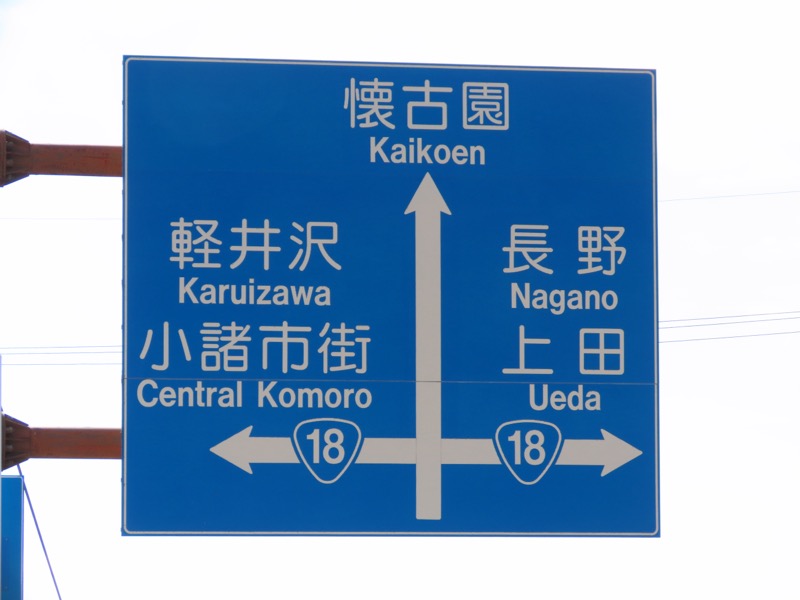 懐古園
Kaikoen
軽井沢
Karuizawa
小諸市街
Central Komoro
長野
Nagano
上田
Ueda
18
18